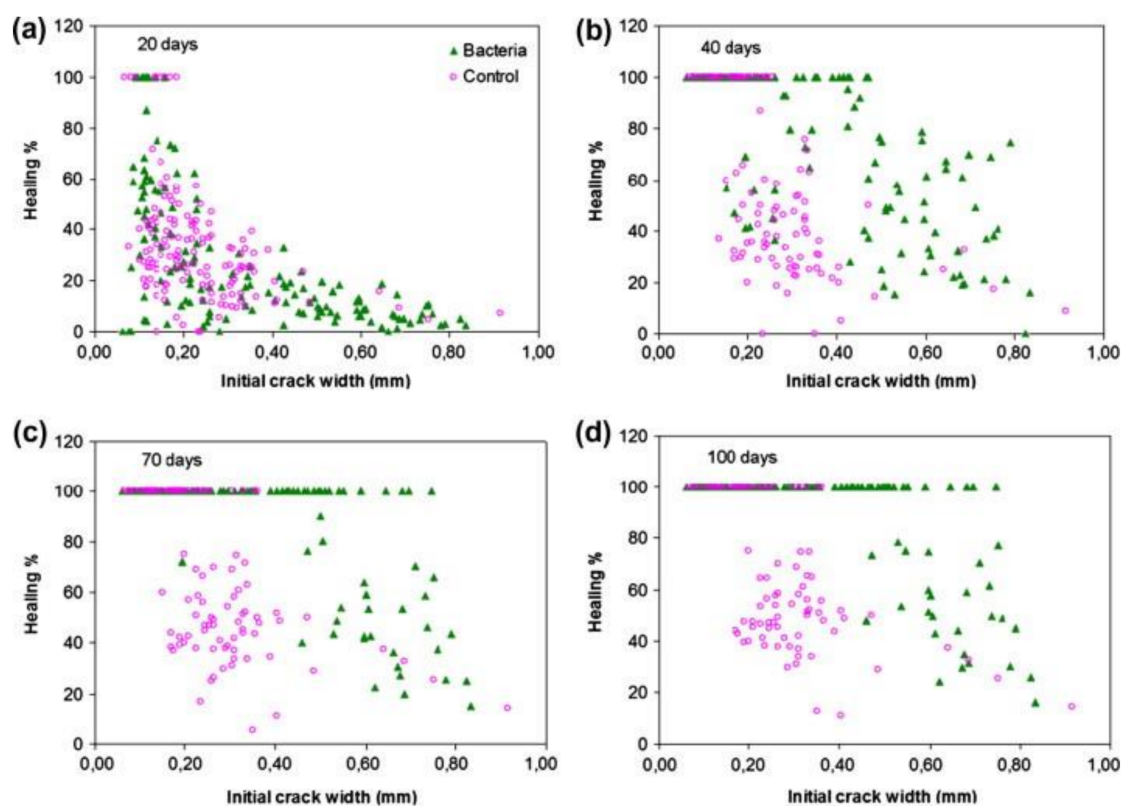 (a)
20 days
Bacteria
Control
Healing %
120
100
80
60
40
20
0
0,00 0,20 0,40 0,60 0,80 1,00
Initial crack width (mm)
(b)
40 days
Healing %
120
100
80
60
40
20
0
0,00 0,20 0,40 0,60 0,80 1,00
Initial crack width (mm)
(c)
70 days
Healing %
120
100
80
60
40
20
0
0,00 0,20 0,40 0,60 0,80 1,00
Initial crack width (mm)
(d)
100 days
Healing %
120
100
80
60
40
20
0
0,00 0,20 0,40 0,60 0,80 1,00
Initial crack width (mm)